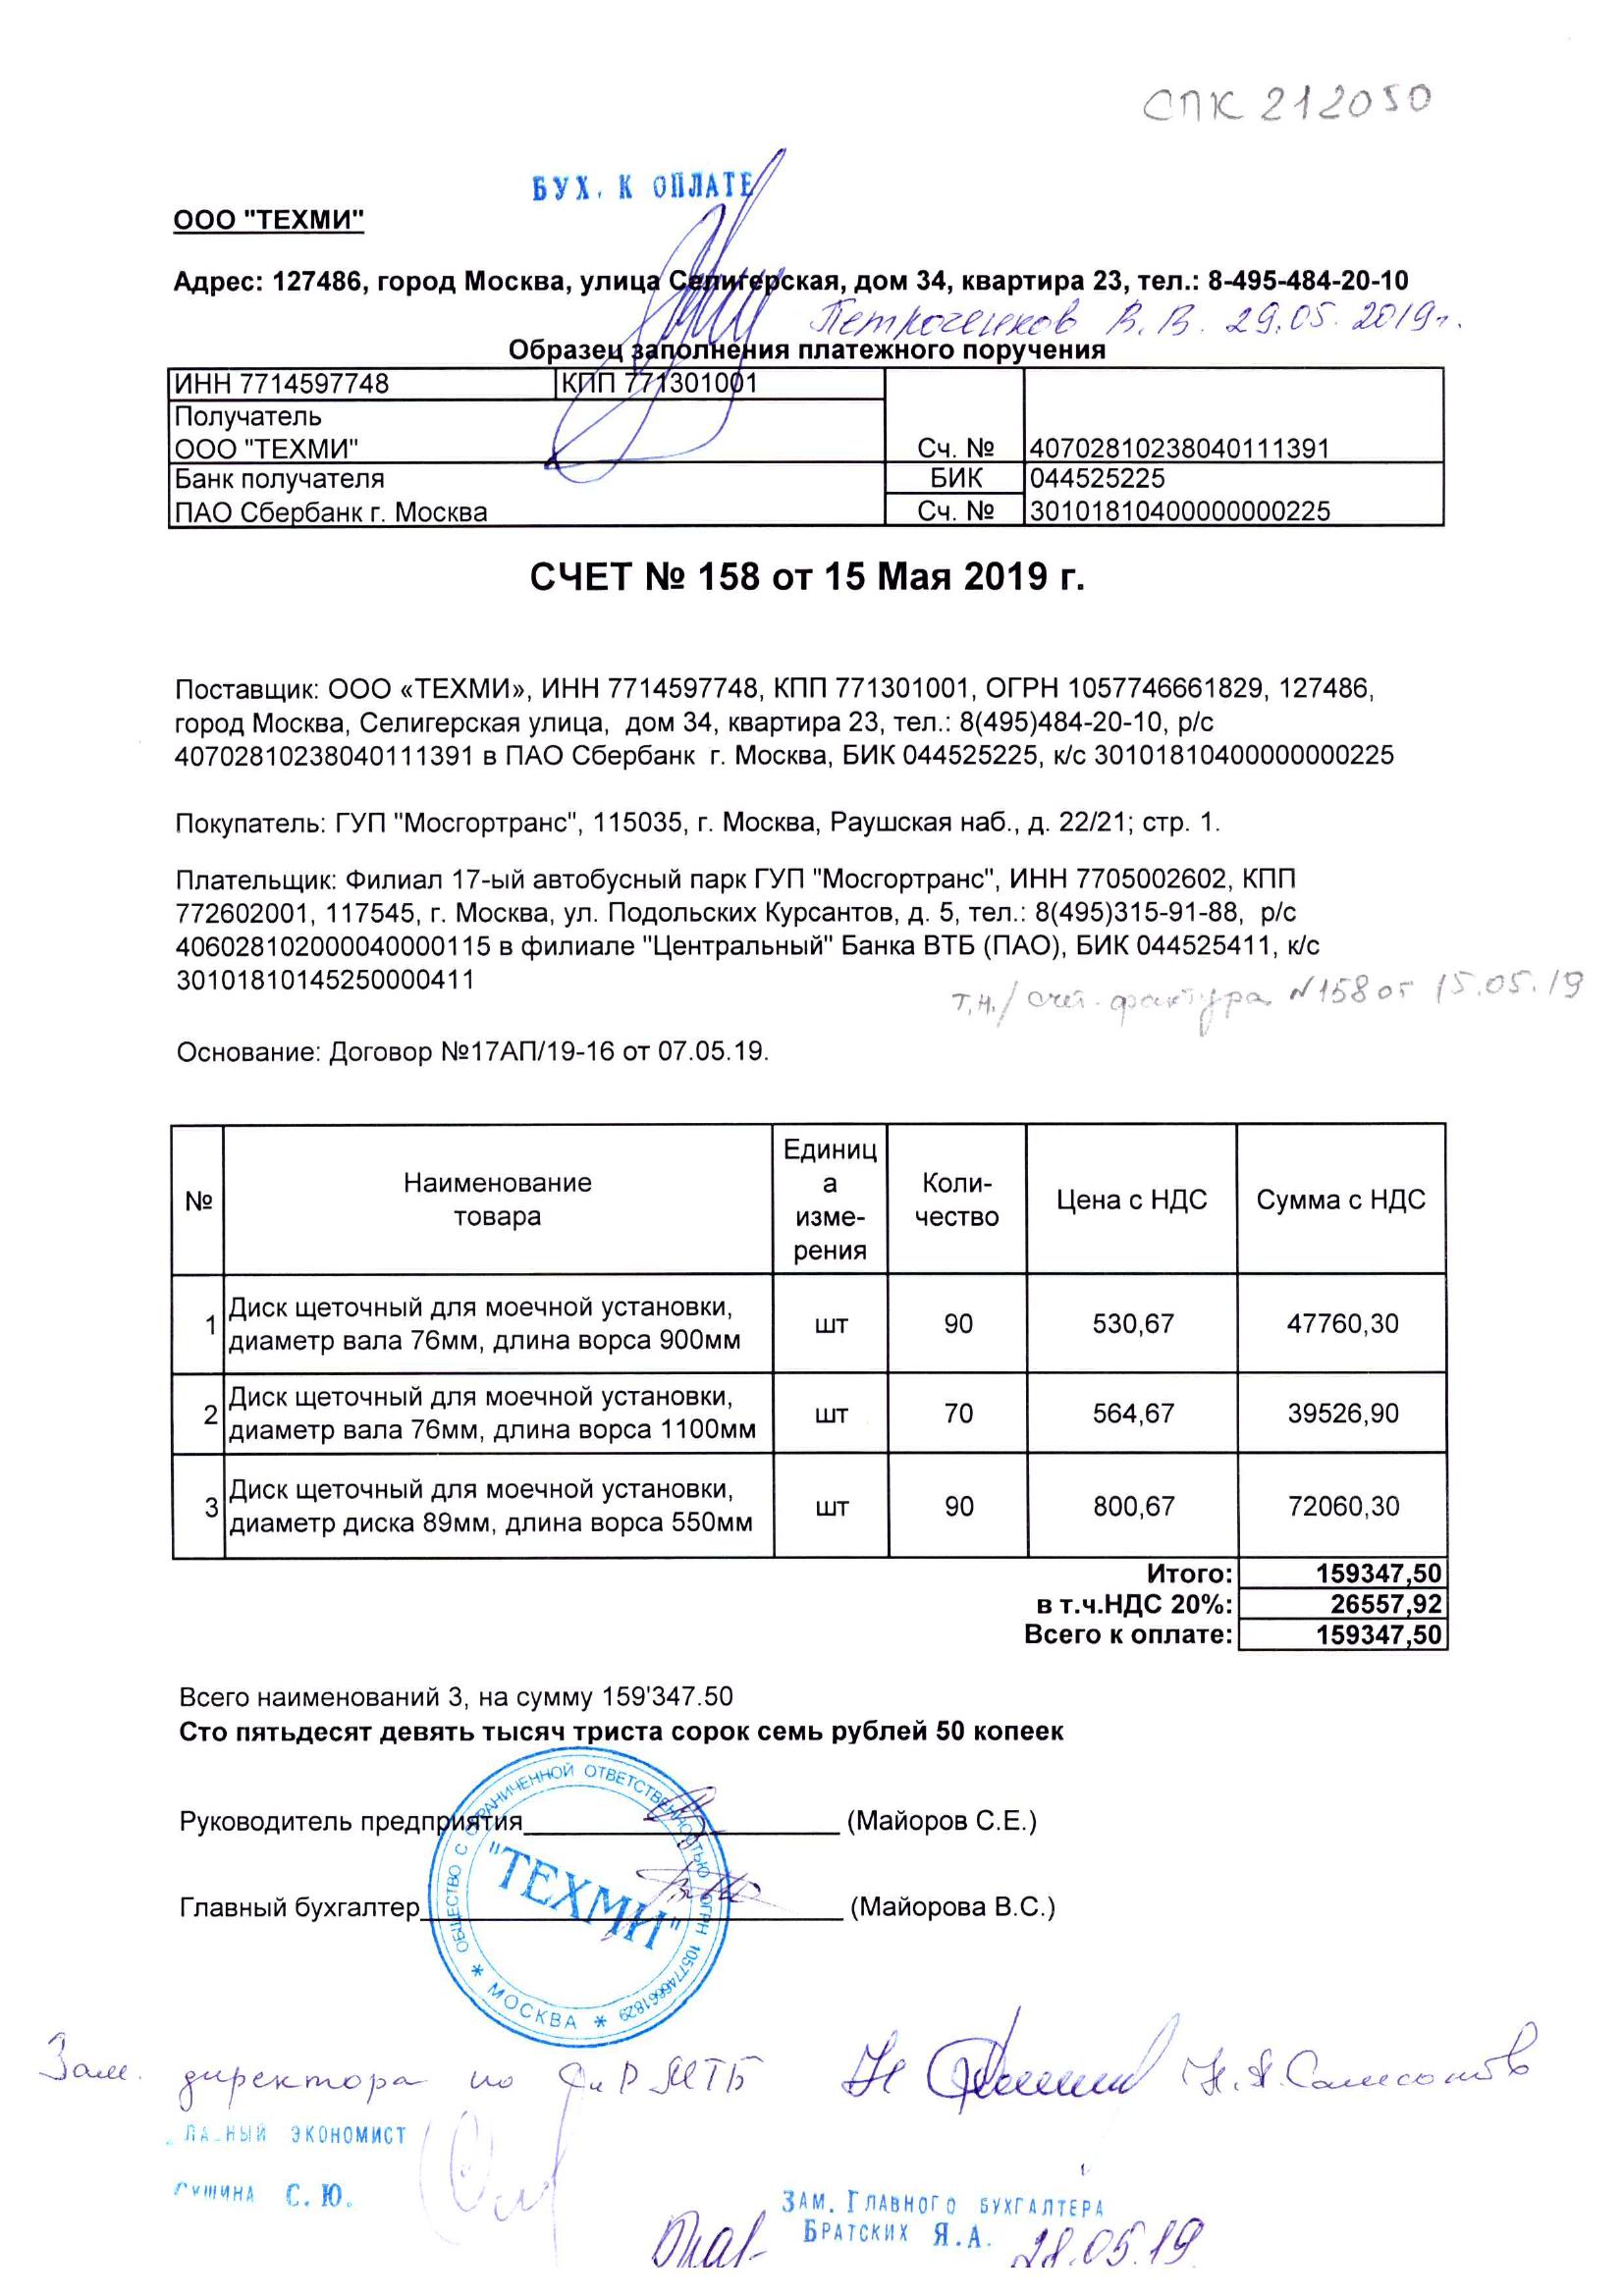 СПК 212050
БУХ. К ОПЛАТЕ
ООО "ТЕХМИ"
Адрес: 127486, город Москва, улица Селигерская, дом 34, квартира 23, тел.: 8-495-484-20-10
Петроченков В.В. 29.05.2019г.
Образец заполнения платежного поручения
ИНН 7714597748 КПП 771301001
Получатель
ООО "ТЕХМИ" Сч. № 40702810238040111391
Банк получателя БИК 044525225
ПАО Сбербанк г. Москва Сч. № 30101810400000000225
СЧЕТ № 158 от 15 Мая 2019 г.
Поставщик: ООО «ТЕХМИ», ИНН 7714597748, КПП 771301001, ОГРН 1057746661829, 127486,
город Москва, Селигерская улица, дом 34, квартира 23, тел.: 8(495)484-20-10, р/с
40702810238040111391 в ПАО Сбербанк г. Москва, БИК 044525225, к/с 30101810400000000225
Покупатель: ГУП "Мосгортранс", 115035, г. Москва, Раушская наб., д. 22/21; стр. 1.
Плательщик: Филиал 17-ый автобусный парк ГУП "Мосгортранс", ИНН 7705002602, КПП
772602001, 117545, г. Москва, ул. Подольских Курсантов, д. 5, тел.: 8(495)315-91-88, р/с
406028102000040000115 в филиале "Центральный" Банка ВТБ (ПАО), БИК 044525411, к/с
30101810145250000411
т.н./ счет-фактура №158 от 15.05.19
Основание: Договор №17АП/19-16 от 07.05.19.
№ Наименование товара Единица изме-рения Коли-чество Цена с НДС Сумма с НДС
1 Диск щеточный для моечной установки, шт 90 530,67 47760,30
диаметр вала 76мм, длина ворса 900мм
2 Диск щеточный для моечной установки, шт 70 564,67 39526,90
диаметр вала 76мм, длина ворса 1100мм
3 Диск щеточный для моечной установки, шт 90 800,67 72060,30
диаметр диска 89мм, длина ворса 550мм
Итого: 159347,50
в т.ч.НДС 20%: 26557,92
Всего к оплате: 159347,50
Всего наименований 3, на сумму 159'347.50
Сто пятьдесят девять тысяч триста сорок семь рублей 50 копеек
Руководитель предприятия (Майоров С.Е.)
Главный бухгалтер (Майорова В.С.)
ОБЩЕСТВО С ОГРАНИЧЕННОЙ ОТВЕТСТВЕННОСТЬЮ ОГРН 1057746661829
"ТЕХМИ"
* МОСКВА *
Зам. директора по МТБ
ЭКОНОМИСТ
С. Ю.
ЗАМ. ГЛАВНОГО БУХГАЛТЕРА
БРАТСКИХ Я.А. 28.05.19